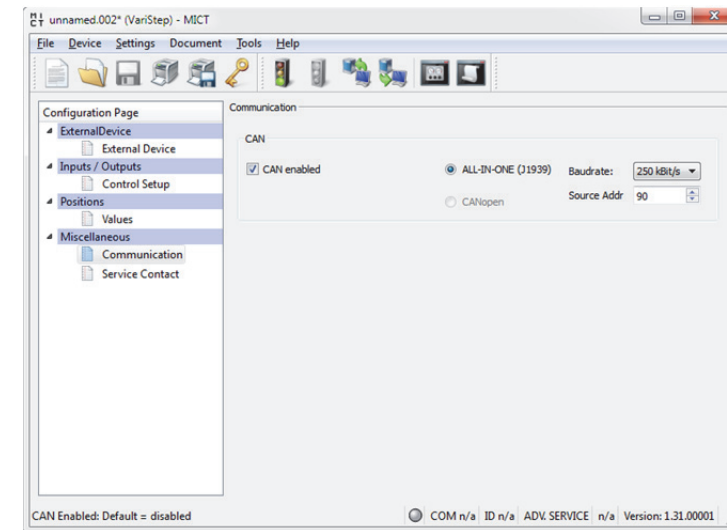 MICT unnamed.002* (VariStep) - MICT
File Device Settings Document Tools Help
Configuration Page
ExternalDevice
External Device
Inputs / Outputs
Control Setup
Positions
Values
Miscellaneous
Communication
Service Contact
Communication
CAN
CAN enabled
ALL-IN-ONE (J1939)
Baudrate: 250 kBit/s
CANopen
Source Addr 90
CAN Enabled: Default = disabled
COM n/a ID n/a ADV. SERVICE n/a Version: 1.31.00001